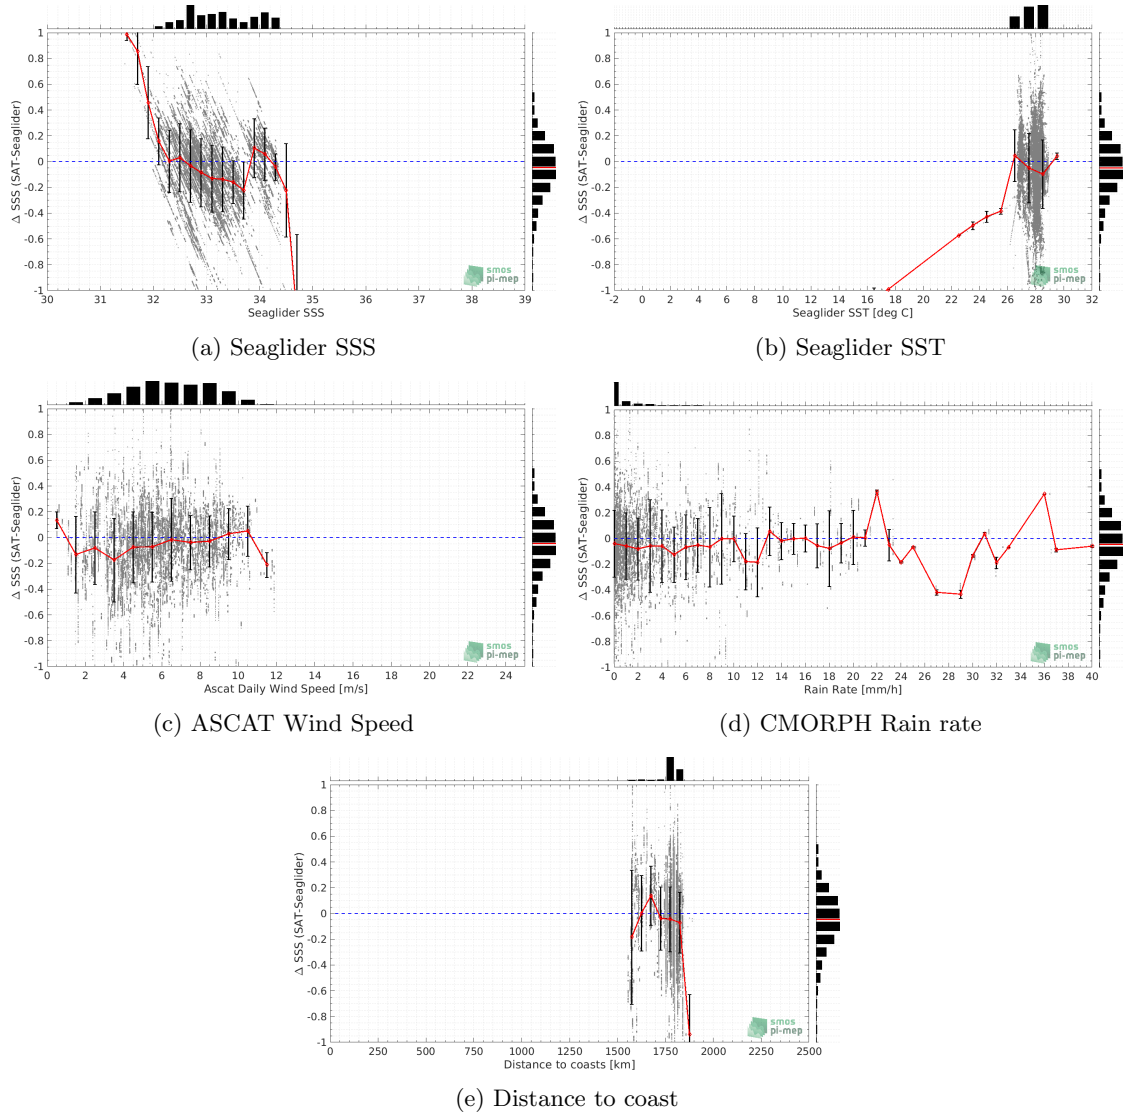 Δ SSS (SAT-Seaglider)
1
0.8
0.6
0.4
0.2
0
-0.2
-0.4
-0.6
-0.8
-1
30 31 32 33 34 35 36 37 38 39
Seaglider SSS
smos
pi-mep
(a) Seaglider SSS
Δ SSS (SAT-Seaglider)
1
0.8
0.6
0.4
0.2
0
-0.2
-0.4
-0.6
-0.8
-1
-2 0 2 4 6 8 10 12 14 16 18 20 22 24 26 28 30 32
Seaglider SST [deg C]
smos
pi-mep
(b) Seaglider SST
Δ SSS (SAT-Seaglider)
1
0.8
0.6
0.4
0.2
0
-0.2
-0.4
-0.6
-0.8
-1
0 2 4 6 8 10 12 14 16 18 20 22 24
Ascat Daily Wind Speed [m/s]
smos
pi-mep
(c) ASCAT Wind Speed
Δ SSS (SAT-Seaglider)
1
0.8
0.6
0.4
0.2
0
-0.2
-0.4
-0.6
-0.8
-1
0 2 4 6 8 10 12 14 16 18 20 22 24 26 28 30 32 34 36 38 40
Rain Rate [mm/h]
smos
pi-mep
(d) CMORPH Rain rate
Δ SSS (SAT-Seaglider)
1
0.8
0.6
0.4
0.2
0
-0.2
-0.4
-0.6
-0.8
-1
0 250 500 750 1000 1250 1500 1750 2000 2250 2500
Distance to coasts [km]
smos
pi-mep
(e) Distance to coast